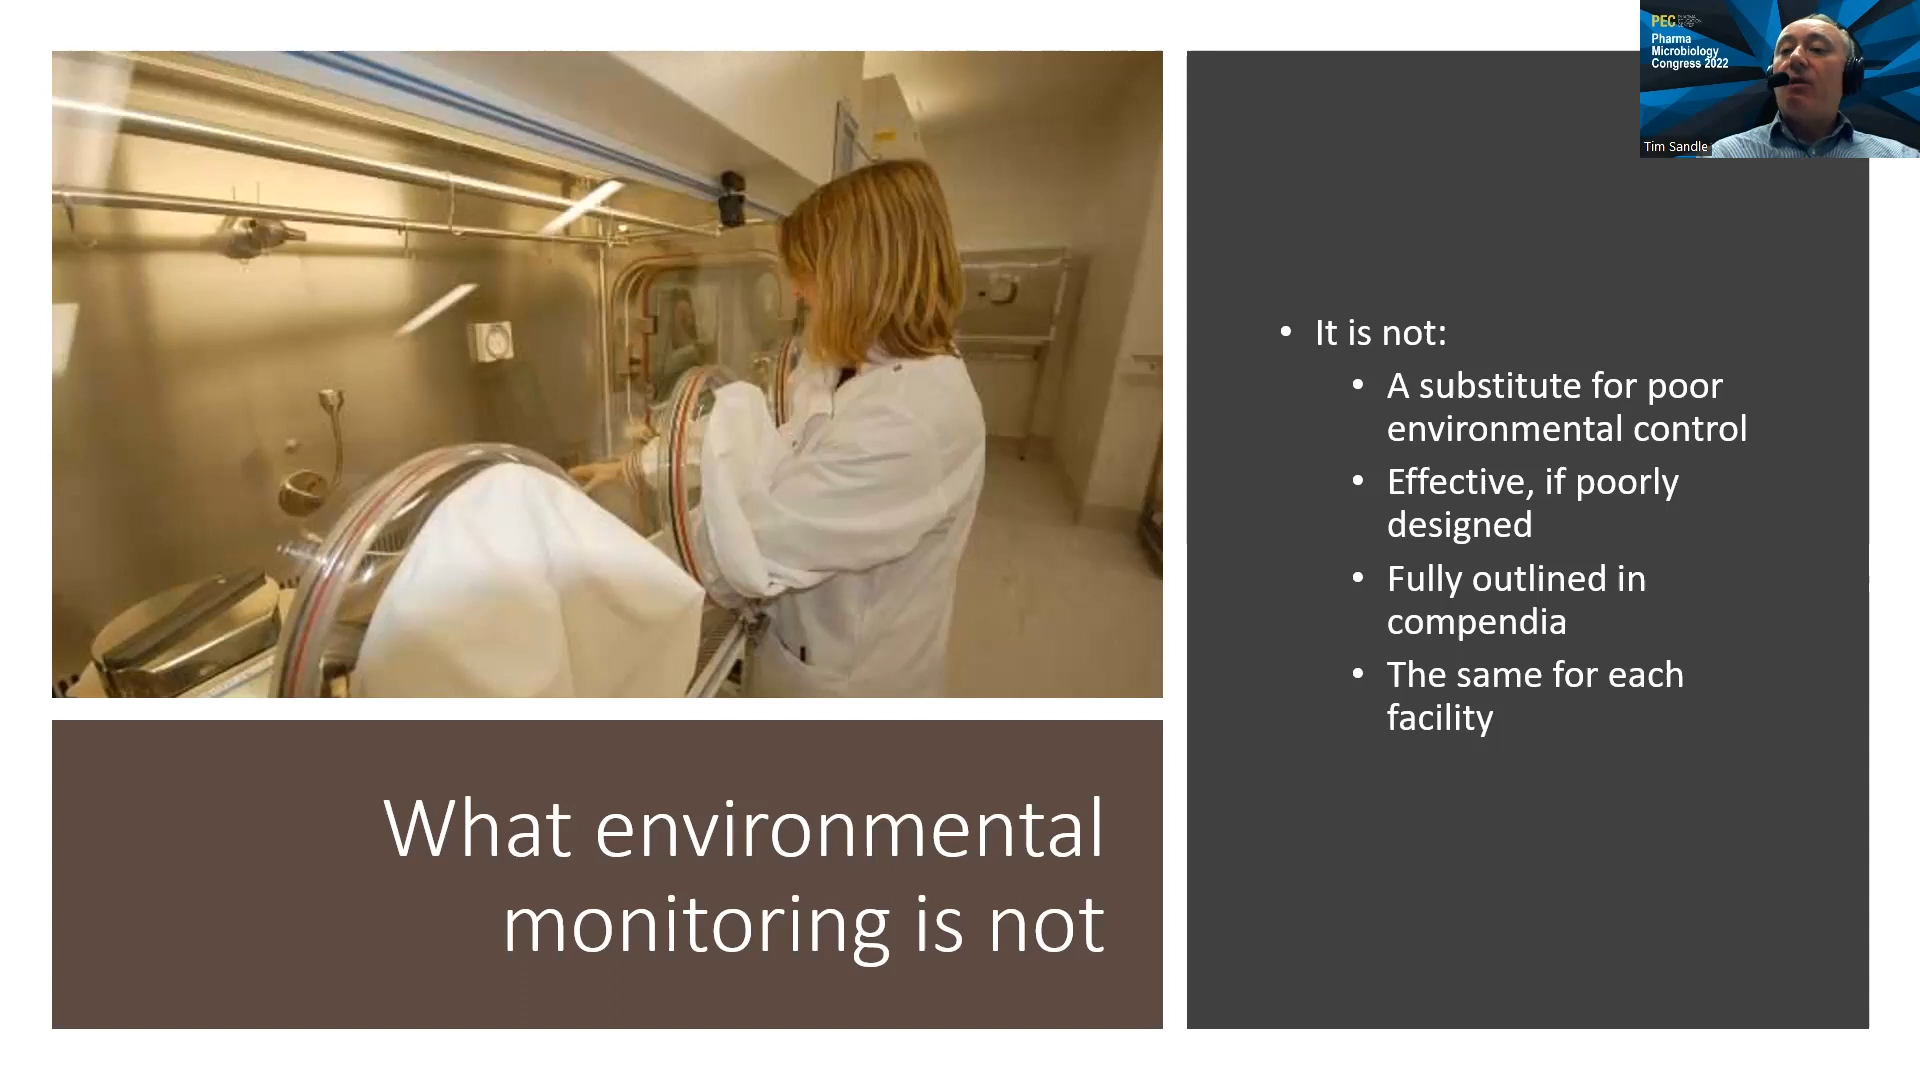 PEC
Pharma
Microbiology
Congress 2022
Tim Sandle
• It is not:
• A substitute for poor
environmental control
• Effective, if poorly
designed
• Fully outlined in
compendia
• The same for each
facility
What environmental
monitoring is not